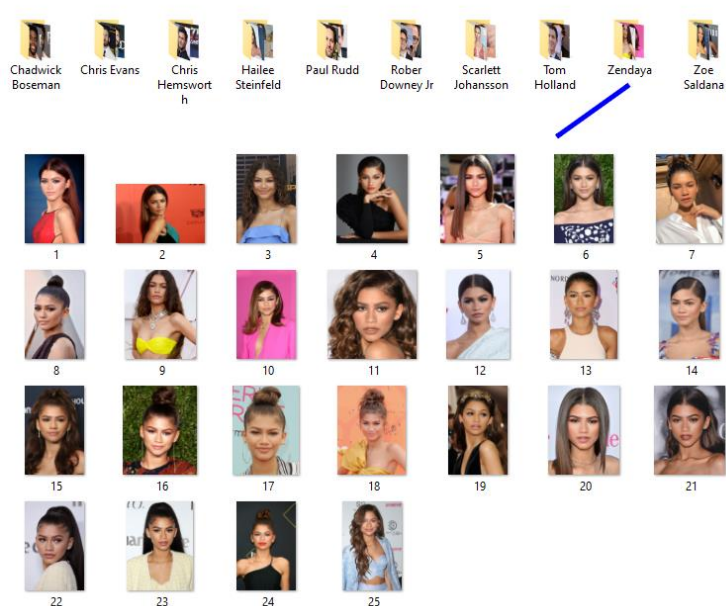 Chadwick Boseman
Chris Evans
Chris Hemsworth
Hailee Steinfeld
Paul Rudd
Rober Downey Jr
Scarlett Johansson
Tom Holland
Zendaya
Zoe Saldana
1
2
3
4
5
6
7
8
9
10
11
12
13
14
15
16
17
18
19
20
21
22
23
24
25